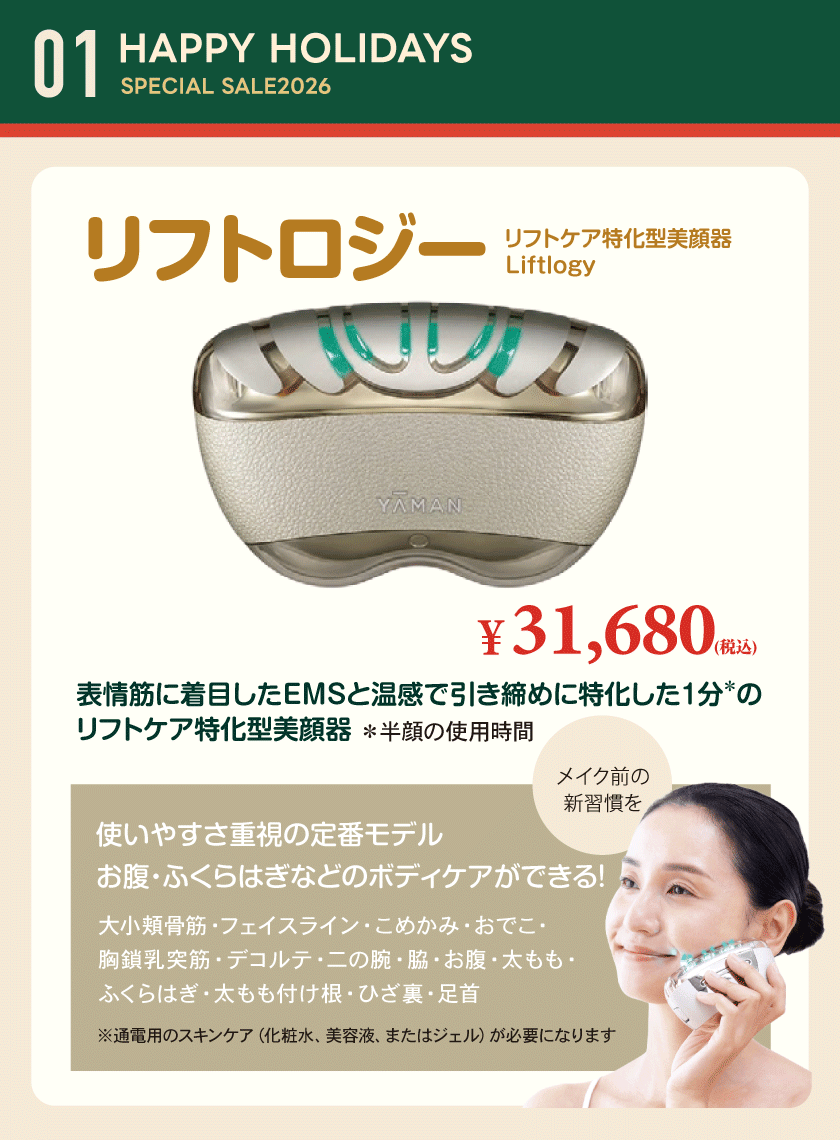 01 HAPPY HOLIDAYS
SPECIAL SALE2026
リフトロジー
リフトケア特化型美顔器
Liftlogy
YĀMAN
¥31,680(税込)
表情筋に着目したEMSと温感で引き締めに特化した1分*の
リフトケア特化型美顔器 *半顔の使用時間
メイク前の
新習慣を
使いやすさ重視の定番モデル
お腹・ふくらはぎなどのボディケアができる!
大小頬骨筋・フェイスライン・こめかみ・おでこ・
胸鎖乳突筋・デコルテ・二の腕・脇・お腹・太もも・
ふくらはぎ・太もも付け根・ひざ裏・足首
※通電用のスキンケア(化粧水、美容液、またはジェル)が必要になります